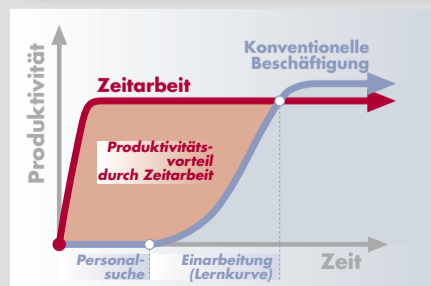 Konventionelle
Beschäftigung
Produktivität
Zeitarbeit
Produktivitäts-
vorteil
durch Zeitarbeit
Personal-
suche
Einarbeitung
(Lernkurve)
Zeit